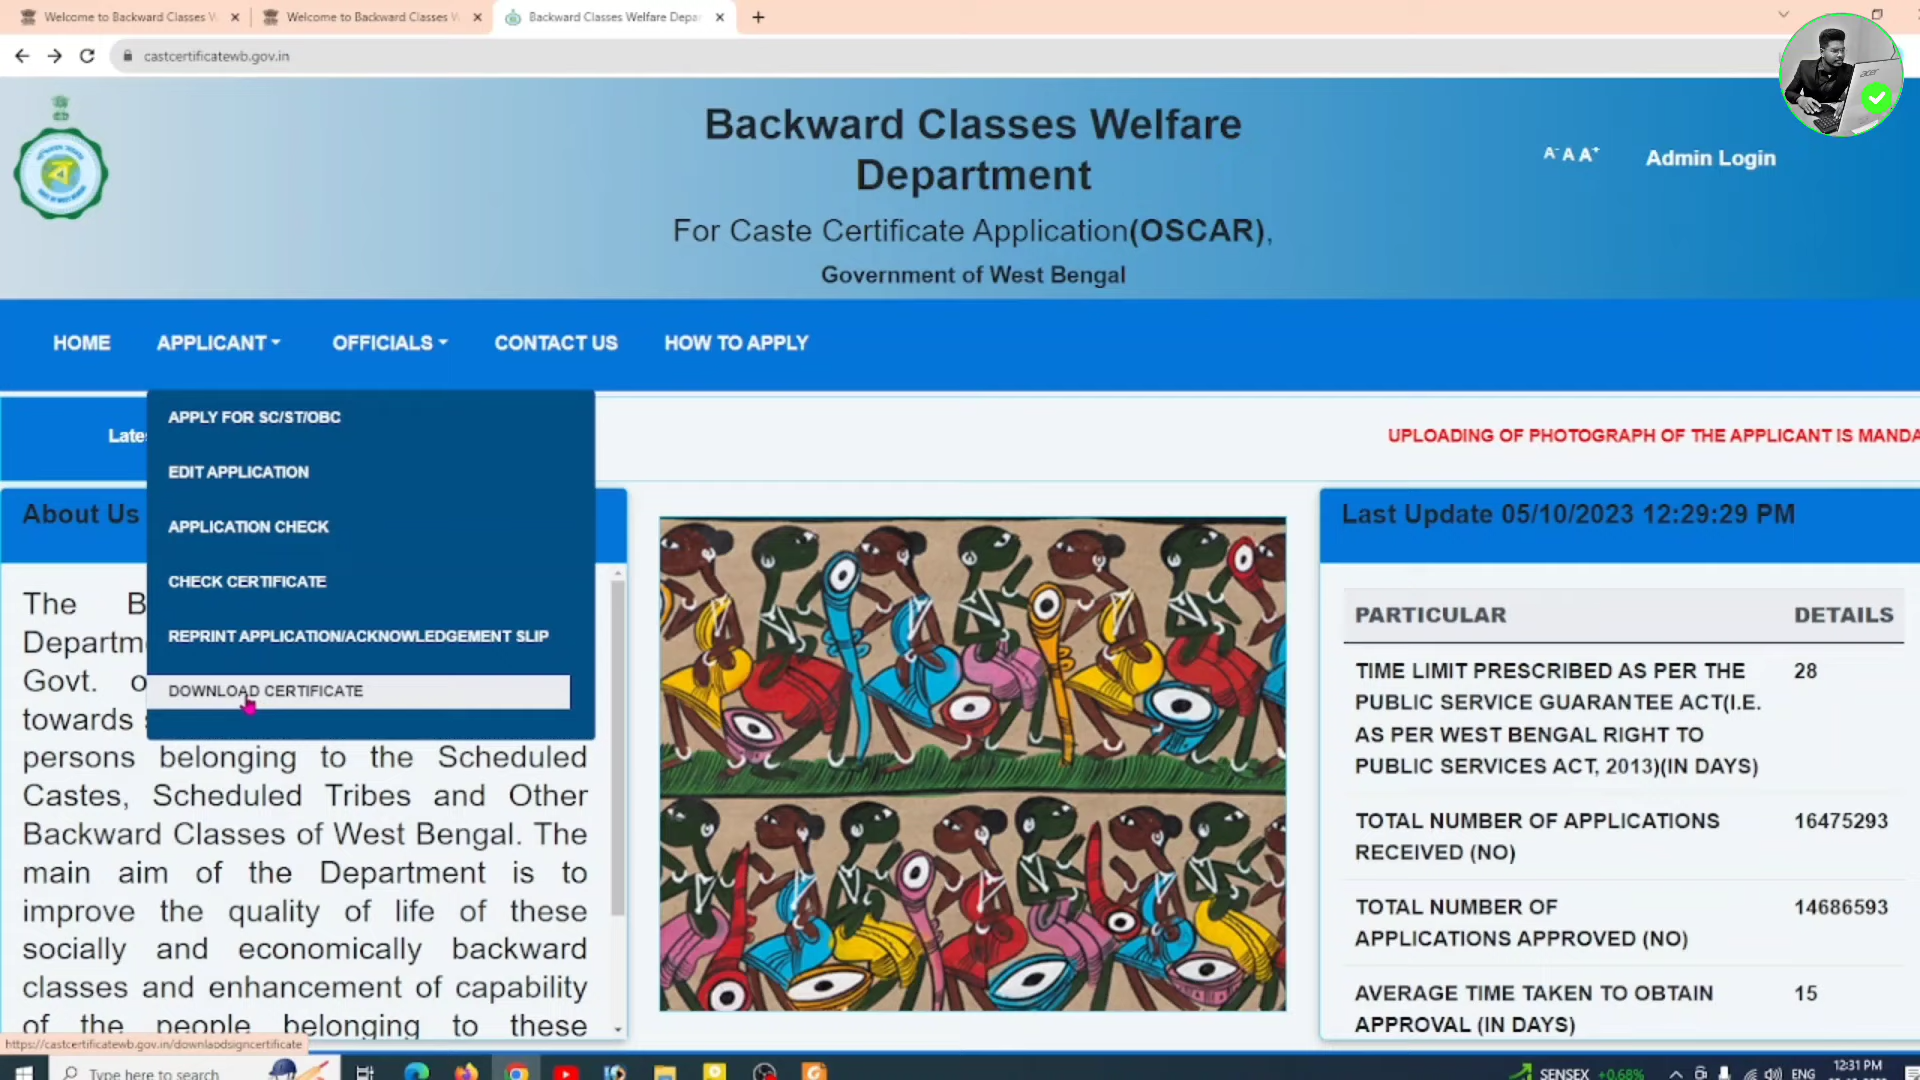 Welcome to Backward Classes W
Welcome to Backward Classes W
Backward Classes Welfare Depar
castcertificatewb.gov.in
acer
Backward Classes Welfare
Department
For Caste Certificate Application(OSCAR),
Government of West Bengal
A- A A+
Admin Login
HOME
APPLICANT
OFFICIALS
CONTACT US
HOW TO APPLY
APPLY FOR SC/ST/OBC
EDIT APPLICATION
APPLICATION CHECK
CHECK CERTIFICATE
REPRINT APPLICATION/ACKNOWLEDGEMENT SLIP
DOWNLOAD CERTIFICATE
Late
UPLOADING OF PHOTOGRAPH OF THE APPLICANT IS MANDA
About Us
The B
Departm
Govt. o
towards s
persons belonging to the Scheduled
Castes, Scheduled Tribes and Other
Backward Classes of West Bengal. The
main aim of the Department is to
improve the quality of life of these
socially and economically backward
classes and enhancement of capability
of the people belonging to these
Last Update 05/10/2023 12:29:29 PM
PARTICULAR DETAILS
TIME LIMIT PRESCRIBED AS PER THE 28
PUBLIC SERVICE GUARANTEE ACT(I.E.
AS PER WEST BENGAL RIGHT TO
PUBLIC SERVICES ACT, 2013)(IN DAYS)
TOTAL NUMBER OF APPLICATIONS 16475293
RECEIVED (NO)
TOTAL NUMBER OF 14686593
APPLICATIONS APPROVED (NO)
AVERAGE TIME TAKEN TO OBTAIN 15
APPROVAL (IN DAYS)
https://castcertificatewb.gov.in/downlaodsigncertificate
Type here to search
SENSEX +0.68%
ENG
12:31 PM